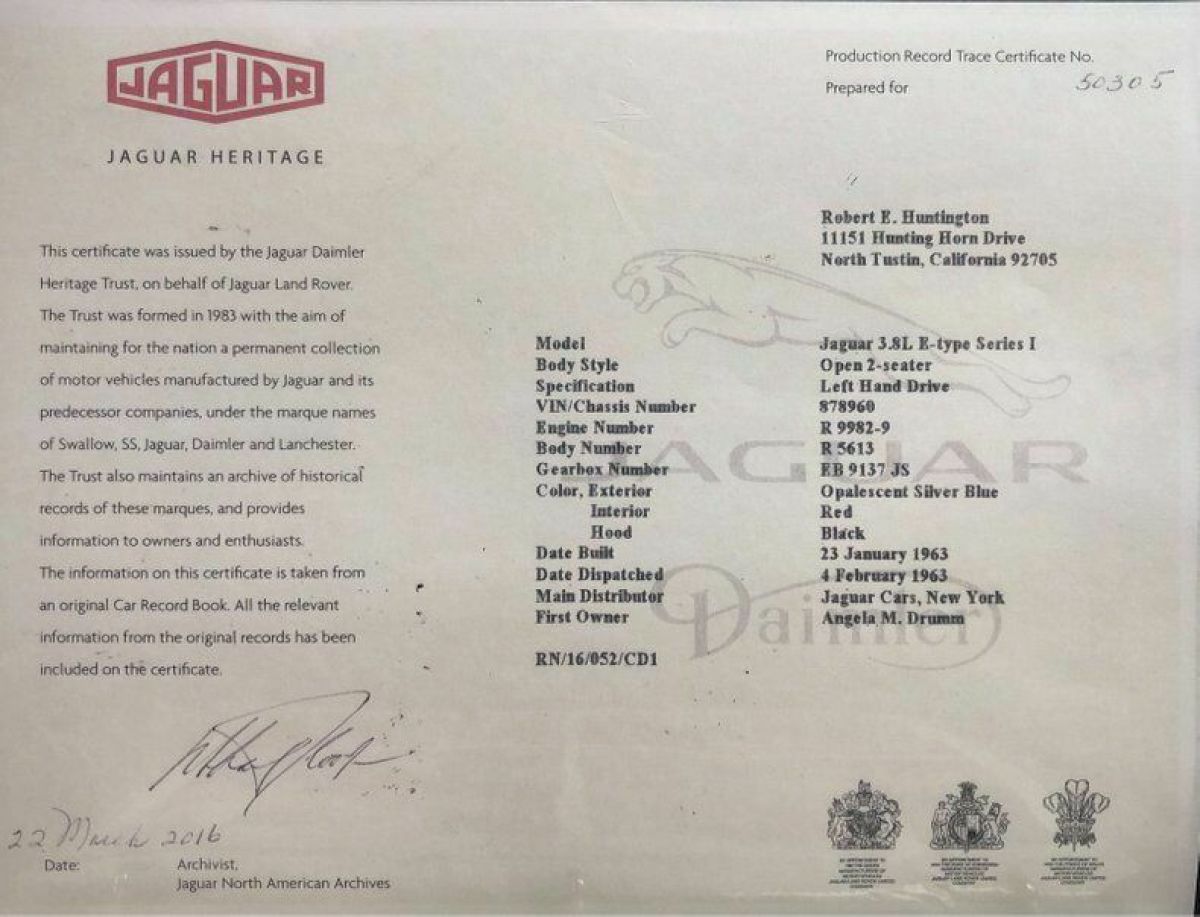 JAGUAR
JAGUAR HERITAGE
Production Record Trace Certificate No.
50305
Prepared for
Robert E. Huntington
11151 Hunting Horn Drive
North Tustin, California 92705
This certificate was issued by the Jaguar Daimler
Heritage Trust, on behalf of Jaguar Land Rover.
The Trust was formed in 1983 with the aim of
maintaining for the nation a permanent collection
of motor vehicles manufactured by Jaguar and its
predecessor companies, under the marque names
of Swallow, SS, Jaguar, Daimler and Lanchester.
The Trust also maintains an archive of historical
records of these marques, and provides
information to owners and enthusiasts.
The information on this certificate is taken from
an original Car Record Book. All the relevant
information from the original records has been
included on the certificate.
Model Jaguar 3.8L E-type Series I
Body Style Open 2-seater
Specification Left Hand Drive
VIN/Chassis Number 878960
Engine Number R 9982-9
Body Number R 5613
Gearbox Number EB 9137 JS
Color, Exterior Opalescent Silver Blue
Interior Red
Hood Black
Date Built 23 January 1963
Date Dispatched 4 February 1963
Main Distributor Jaguar Cars, New York
First Owner Angela M. Drumm
RN/16/052/CD1
JAGUAR
Daimler
22 March 2016
Date:
Archivist,
Jaguar North American Archives